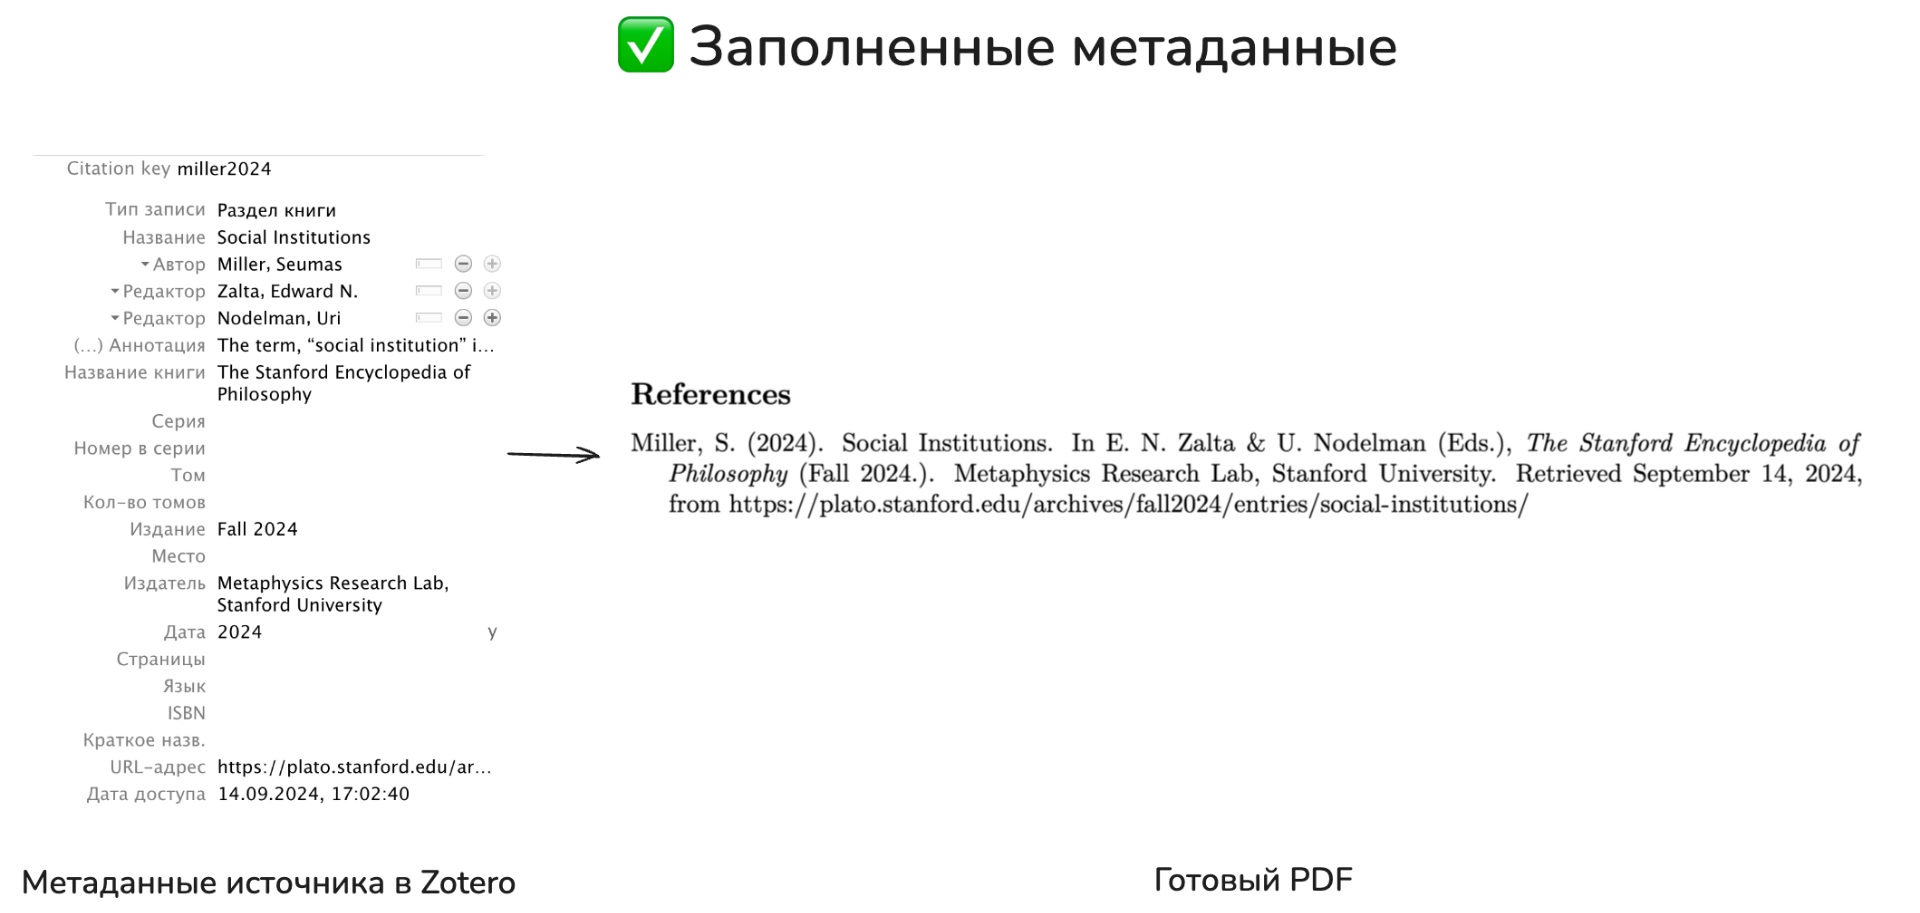 ✅ Заполненные метаданные
Citation key miller2024
Тип записи Раздел книги
Название Social Institutions
Автор Miller, Seumas
Редактор Zalta, Edward N.
Редактор Nodelman, Uri
(...) Аннотация The term, “social institution” i...
Название книги The Stanford Encyclopedia of
Philosophy
Серия
Номер в серии
Том
Кол-во томов
Издание Fall 2024
Место
Издатель Metaphysics Research Lab,
Stanford University
Дата 2024 y
Страницы
Язык
ISBN
Краткое назв.
URL-адрес https://plato.stanford.edu/ar...
Дата доступа 14.09.2024, 17:02:40
Метаданные источника в Zotero
References
Miller, S. (2024). Social Institutions. In E. N. Zalta & U. Nodelman (Eds.), The Stanford Encyclopedia of
Philosophy (Fall 2024.). Metaphysics Research Lab, Stanford University. Retrieved September 14, 2024,
from https://plato.stanford.edu/archives/fall2024/entries/social-institutions/
Готовый PDF